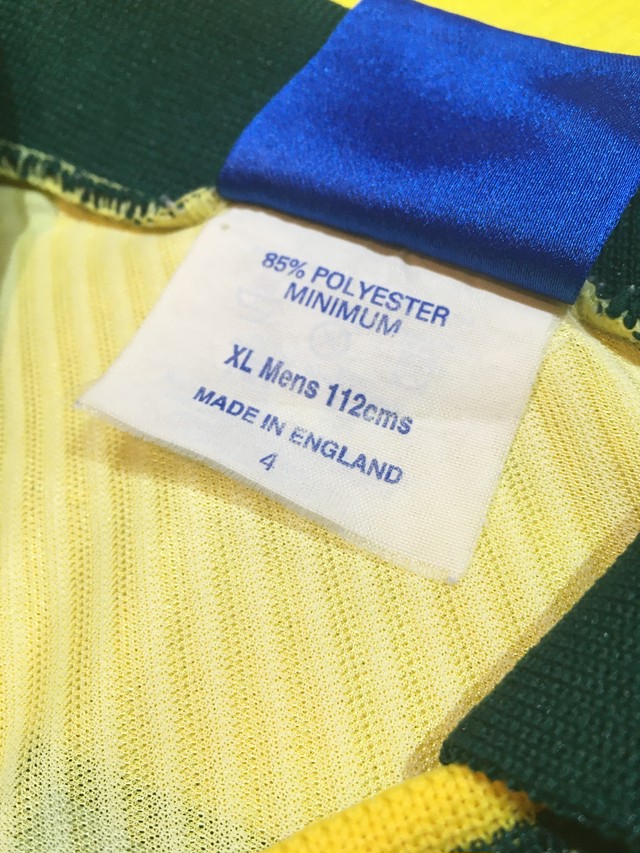 85% POLYESTER
MINIMUM
XL Mens 112cms
MADE IN ENGLAND
4